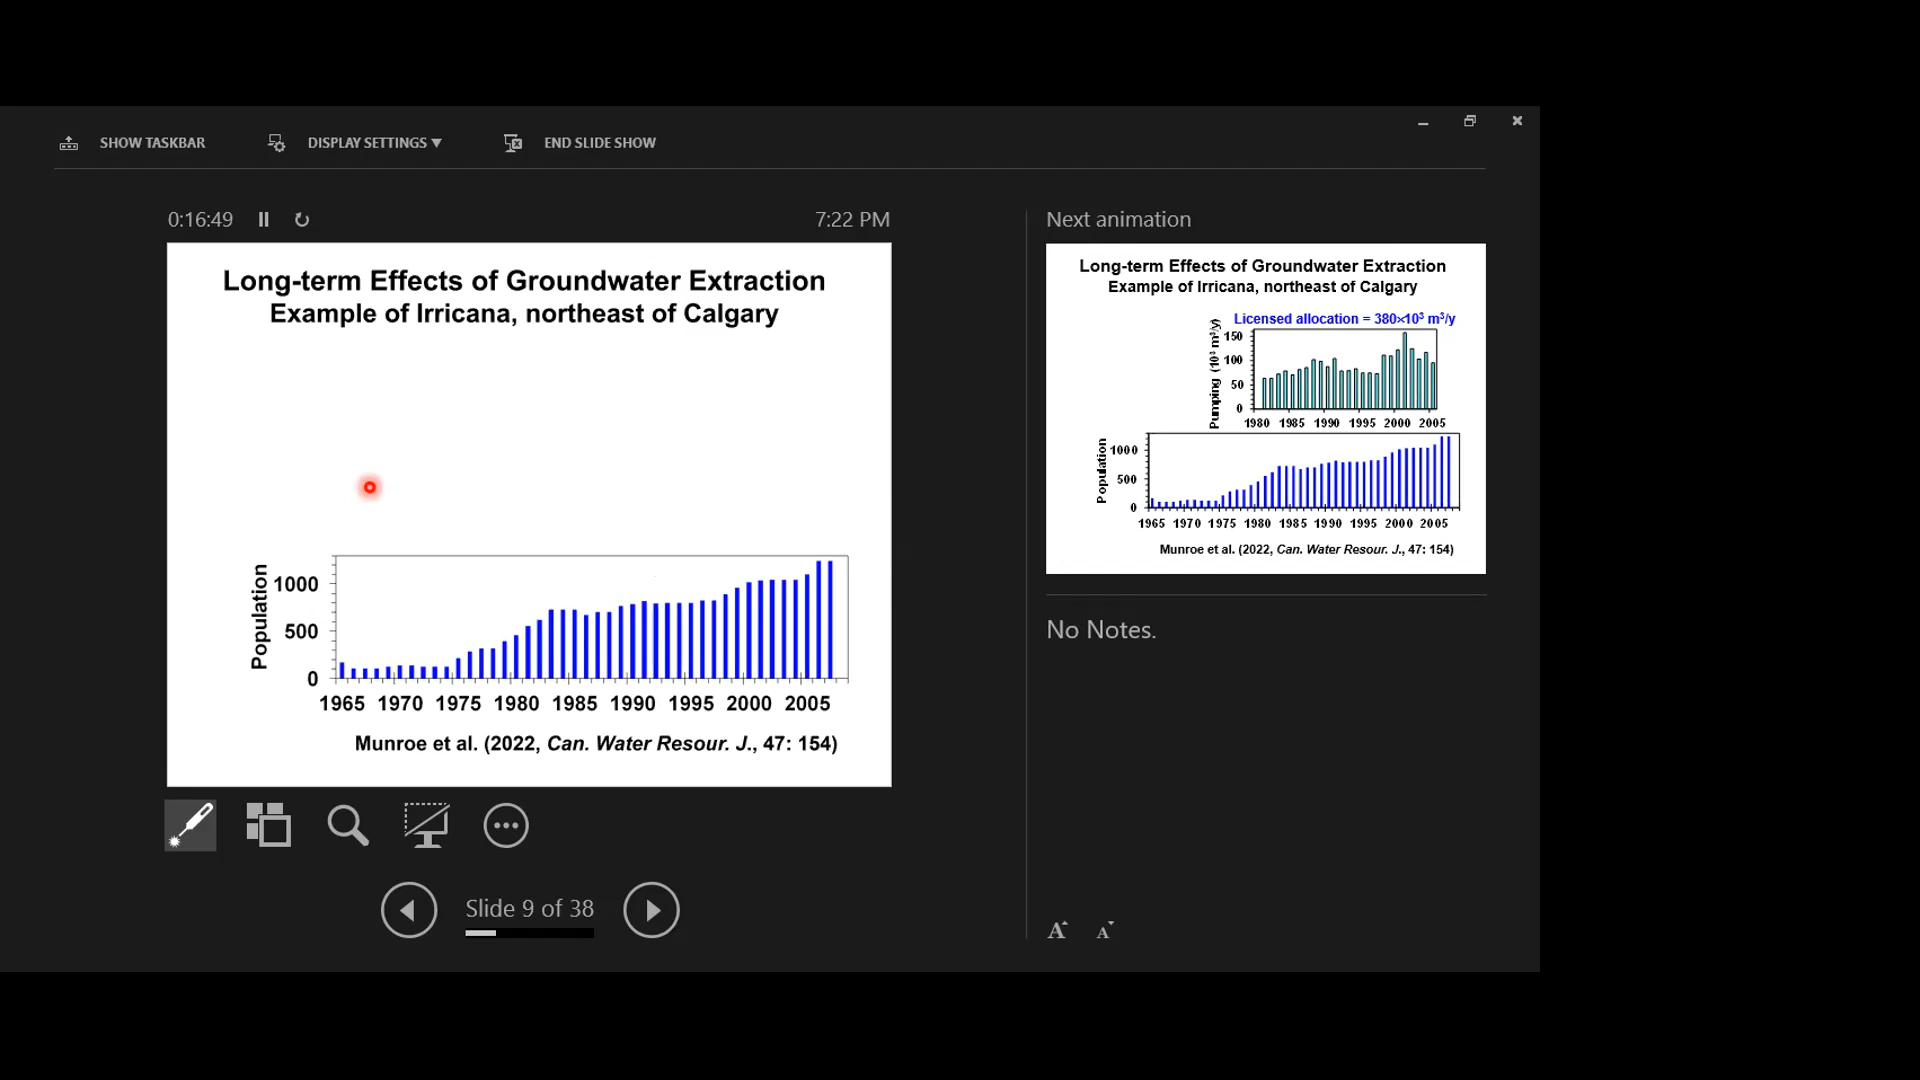 SHOW TASKBAR
DISPLAY SETTINGS
END SLIDE SHOW
0:16:49
7:22 PM
Long-term Effects of Groundwater Extraction
Example of Irricana, northeast of Calgary
Population
1000
500
0
1965 1970 1975 1980 1985 1990 1995 2000 2005
Munroe et al. (2022, Can. Water Resour. J., 47: 154)
Slide 9 of 38
Next animation
Long-term Effects of Groundwater Extraction
Example of Irricana, northeast of Calgary
Licensed allocation = 380×10³ m³/y
Pumping (10³ m³/y)
150
100
50
0
1980 1985 1990 1995 2000 2005
Population
1000
500
0
1965 1970 1975 1980 1985 1990 1995 2000 2005
Munroe et al. (2022, Can. Water Resour. J., 47: 154)
No Notes.
A A